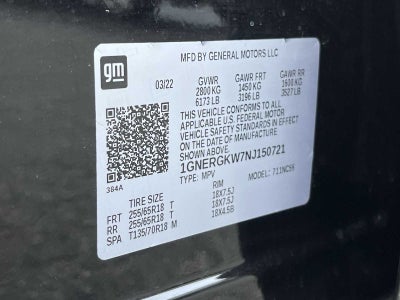 gm
MFD BY GENERAL MOTORS LLC
03/22 GVWR GAWR FRT GAWR RR
2800 KG 1450 KG 1600 KG
6173 LB 3196 LB 3527 LB
THIS VEHICLE CONFORMS TO ALL
APPLICABLE U.S. FEDERAL MOTOR
VEHICLE SAFETY STANDARDS IN EFFECT
ON THE DATE OF MANUFACTURE.
1GNERGKW7NJ150721
384A TYPE: MPV MODEL: 711NC56
TIRE SIZE RIM
FRT 255/65R18 T 18X7.5J
RR 255/65R18 T 18X7.5J
SPA T135/70R18 M 18X4.5B